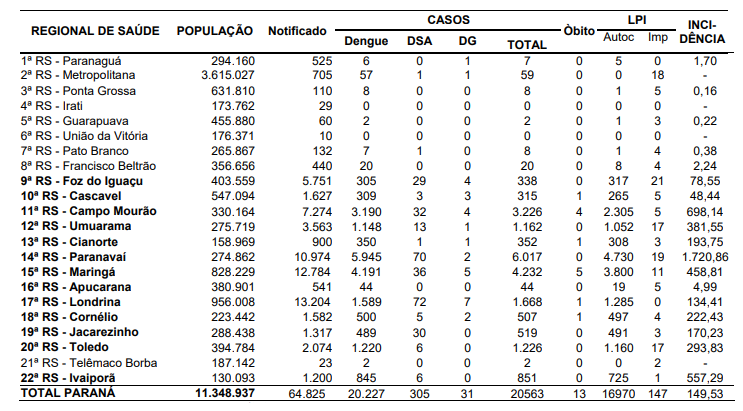 CASOS LPI
REGIONAL DE SAÚDE POPULAÇÃO Notificado Òbito INCI-
Dengue DSA DG TOTAL Autoc Imp DÊNCIA
1ª RS - Paranaguá 294.160 525 6 0 1 7 0 5 0 1,70
2ª RS - Metropolitana 3.615.027 705 57 1 1 59 0 0 18 -
3ª RS - Ponta Grossa 631.810 110 8 0 0 8 0 1 5 0,16
4ª RS - Irati 173.762 29 0 0 0 0 0 0 0 -
5ª RS - Guarapuava 455.880 60 2 0 0 2 0 1 3 0,22
6ª RS - União da Vitória 176.371 10 0 0 0 0 0 0 0 -
7ª RS - Pato Branco 265.867 132 7 1 0 8 0 1 4 0,38
8ª RS - Francisco Beltrão 356.656 440 20 0 0 20 0 8 4 2,24
9ª RS - Foz do Iguaçu 403.559 5.751 305 29 4 338 0 317 21 78,55
10ª RS - Cascavel 547.094 1.627 309 3 3 315 1 265 5 48,44
11ª RS - Campo Mourão 330.164 7.274 3.190 32 4 3.226 4 2.305 5 698,14
12ª RS - Umuarama 275.719 3.563 1.148 13 1 1.162 0 1.052 17 381,55
13ª RS - Cianorte 158.969 900 350 1 1 352 1 308 3 193,75
14ª RS - Paranavaí 274.862 10.974 5.945 70 2 6.017 0 4.730 19 1.720,86
15ª RS - Maringá 828.229 12.784 4.191 36 5 4.232 5 3.800 11 458,81
16ª RS - Apucarana 380.901 541 44 0 0 44 0 19 5 4,99
17ª RS - Londrina 956.008 13.204 1.589 72 7 1.668 1 1.285 0 134,41
18ª RS - Cornélio 223.442 1.582 500 5 2 507 1 497 4 222,43
19ª RS - Jacarezinho 288.438 1.317 489 30 0 519 0 491 3 170,23
20ª RS - Toledo 394.784 2.074 1.220 6 0 1.226 0 1.160 17 293,83
21ª RS - Telêmaco Borba 187.142 23 2 0 0 2 0 0 2 -
22ª RS - Ivaiporã 130.093 1.200 845 6 0 851 0 725 1 557,29
TOTAL PARANÁ 11.348.937 64.825 20.227 305 31 20563 13 16970 147 149,53